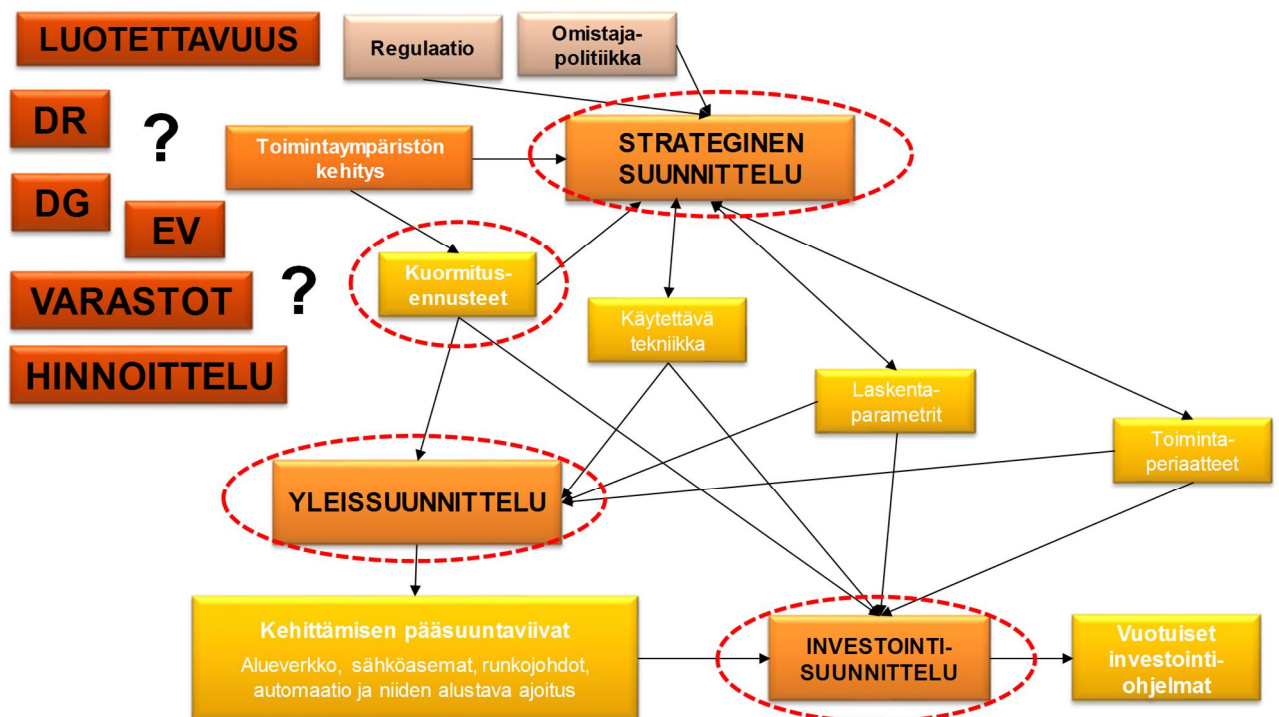 LUOTETTAVUUS
Regulaatio
Omistaja-
politiikka
DR
?
Toimintaympäristön
kehitys
STRATEGINEN
SUUNNITTELU
DG
EV
VARASTOT
?
Kuormitus-
ennusteet
Käytettävä
tekniikka
HINNOITTELU
Laskenta-
parametrit
Toiminta-
periaatteet
YLEISSUUNNITTELU
Kehittämisen pääsuuntaviivat
Alueverkko, sähköasemat, runkojohdot,
automaatio ja niiden alustava ajoitus
INVESTOINTI-
SUUNNITTELU
Vuotuiset
investointi-
ohjelmat